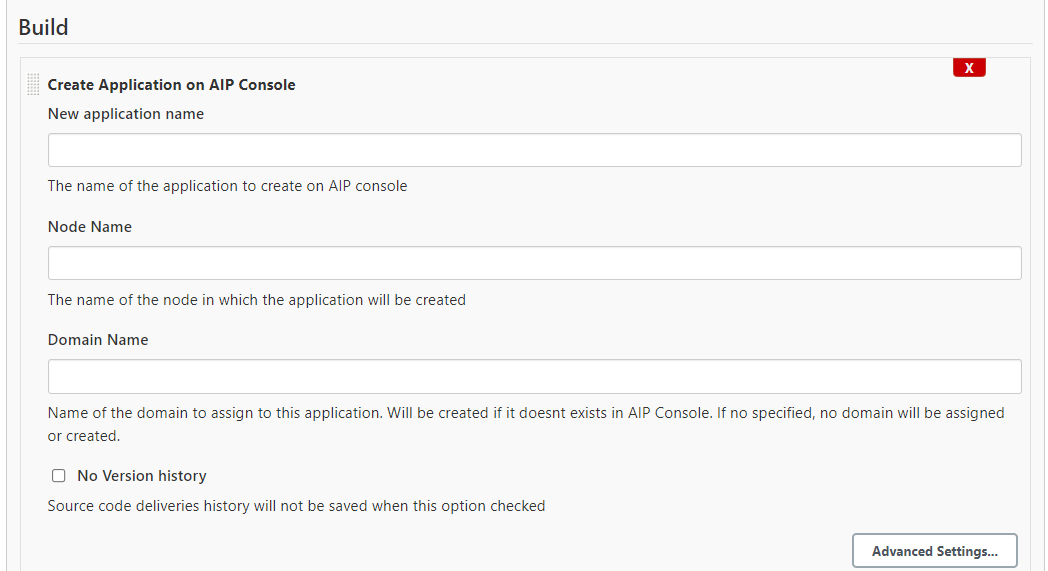 Build
X
Create Application on AIP Console
New application name
The name of the application to create on AIP console
Node Name
The name of the node in which the application will be created
Domain Name
Name of the domain to assign to this application. Will be created if it doesnt exists in AIP Console. If no specified, no domain will be assigned
or created.
No Version history
Source code deliveries history will not be saved when this option checked
Advanced Settings...